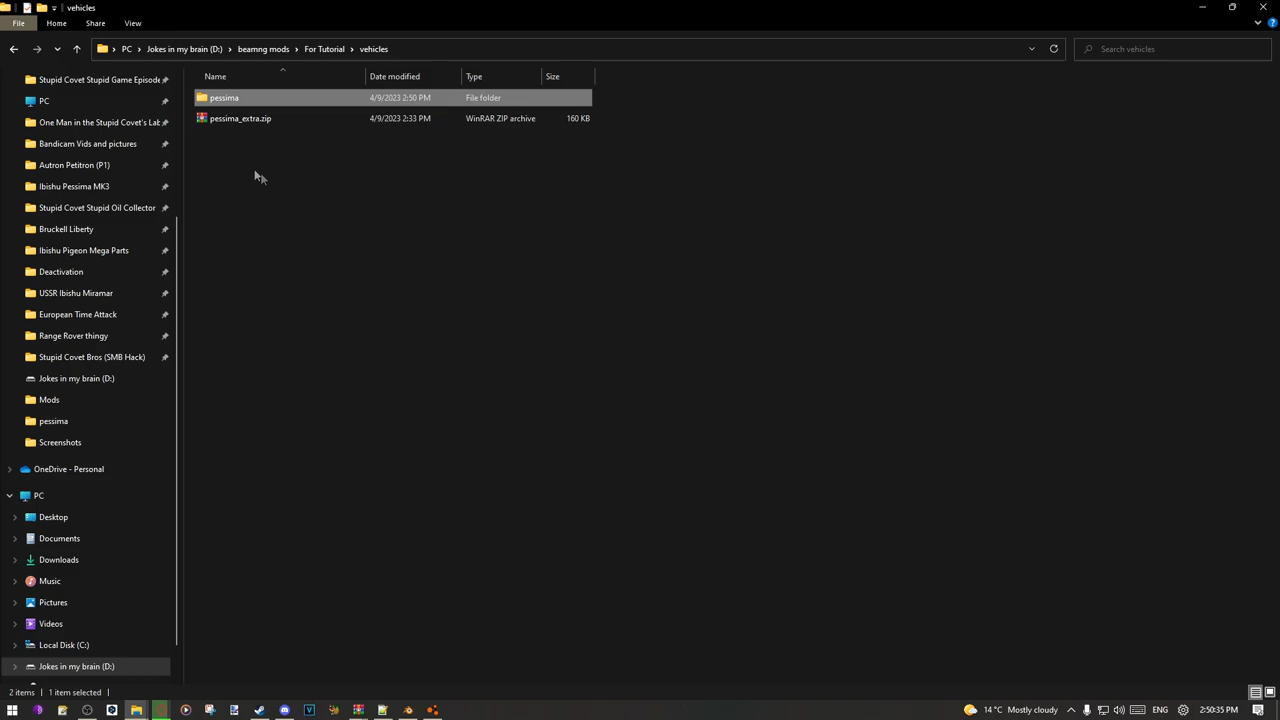 vehicles
File
Home
Share
View
PC
Jokes in my brain (D:)
beamng mods
For Tutorial
vehicles
Search vehicles
Name
Date modified
Type
Size
pessima
4/9/2023 2:50 PM
File folder
pessima_extra.zip
4/9/2023 2:33 PM
WinRAR ZIP archive
160 KB
Stupid Covet Stupid Game Episode
PC
One Man in the Stupid Covet's Lab
Bandicam Vids and pictures
Autron Petitron (P1)
Ibishu Pessima MK3
Stupid Covet Stupid Oil Collector
Bruckell Liberty
Ibishu Pigeon Mega Parts
Deactivation
USSR Ibishu Miramar
European Time Attack
Range Rover thingy
Stupid Covet Bros (SMB Hack)
Jokes in my brain (D:)
Mods
pessima
Screenshots
OneDrive - Personal
PC
Desktop
Documents
Downloads
Music
Pictures
Videos
Local Disk (C:)
Jokes in my brain (D:)
2 items
1 item selected
14 °C Mostly cloudy
ENG
2:50:35 PM